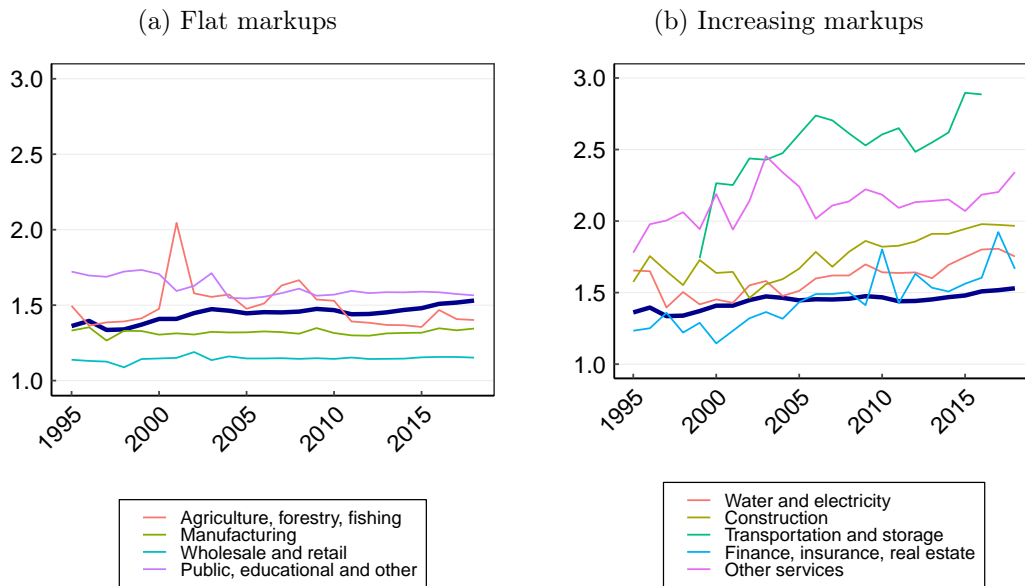 (a) Flat markups
3.0
2.5
2.0
1.5
1.0
1995
2000
2005
2010
2015
Agriculture, forestry, fishing
Manufacturing
Wholesale and retail
Public, educational and other
(b) Increasing markups
3.0
2.5
2.0
1.5
1.0
1995
2000
2005
2010
2015
Water and electricity
Construction
Transportation and storage
Finance, insurance, real estate
Other services